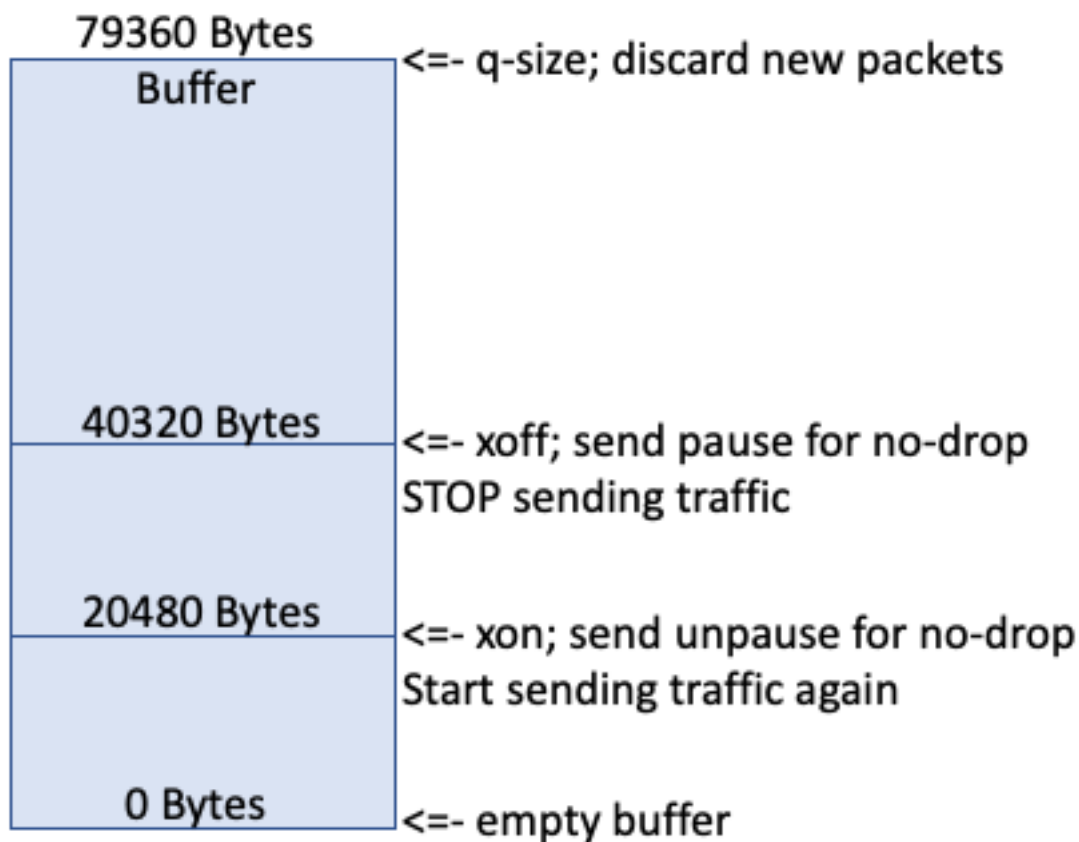 79360 Bytes
<=- q-size; discard new packets
Buffer
40320 Bytes
<=- xoff; send pause for no-drop
STOP sending traffic
20480 Bytes
<=- xon; send unpause for no-drop
Start sending traffic again
0 Bytes
<=- empty buffer